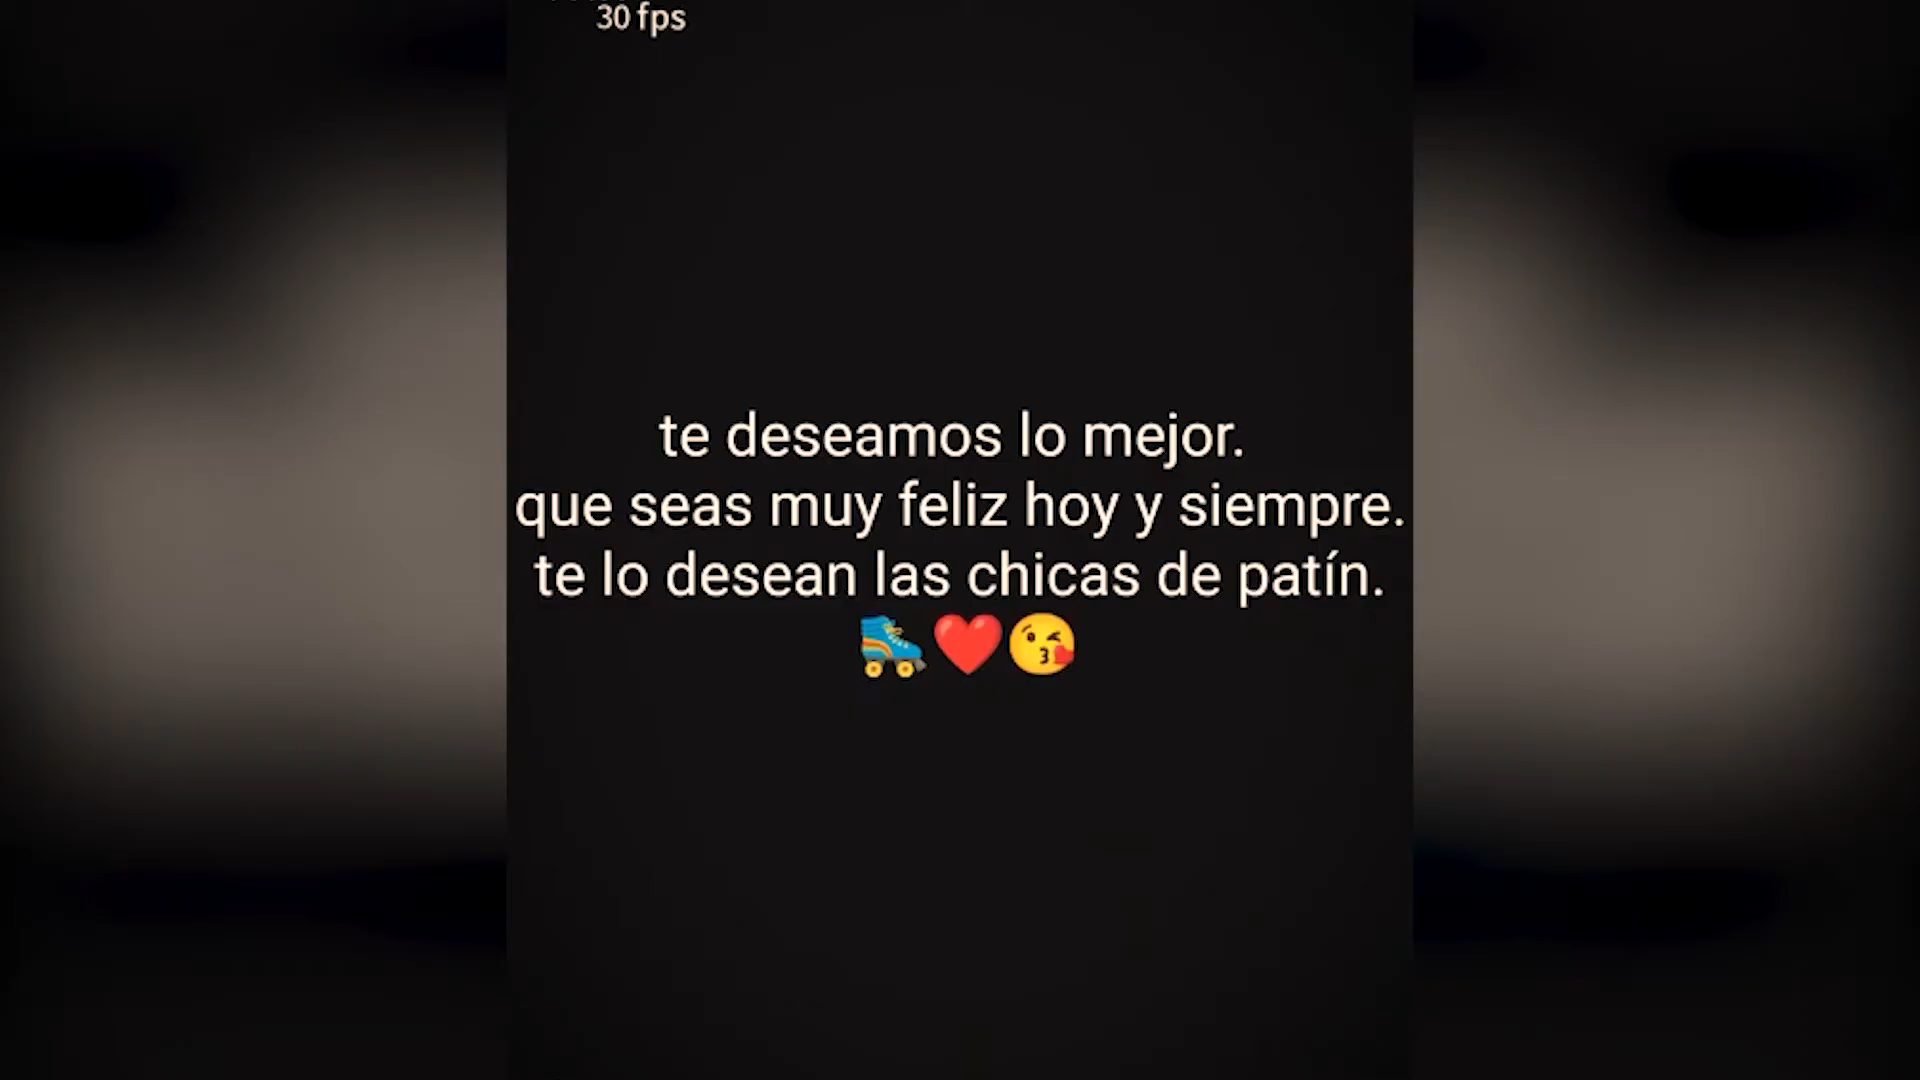 30 fps
te deseamos lo mejor.
que seas muy feliz hoy y siempre.
te lo desean las chicas de patín.
🛼❤️😘